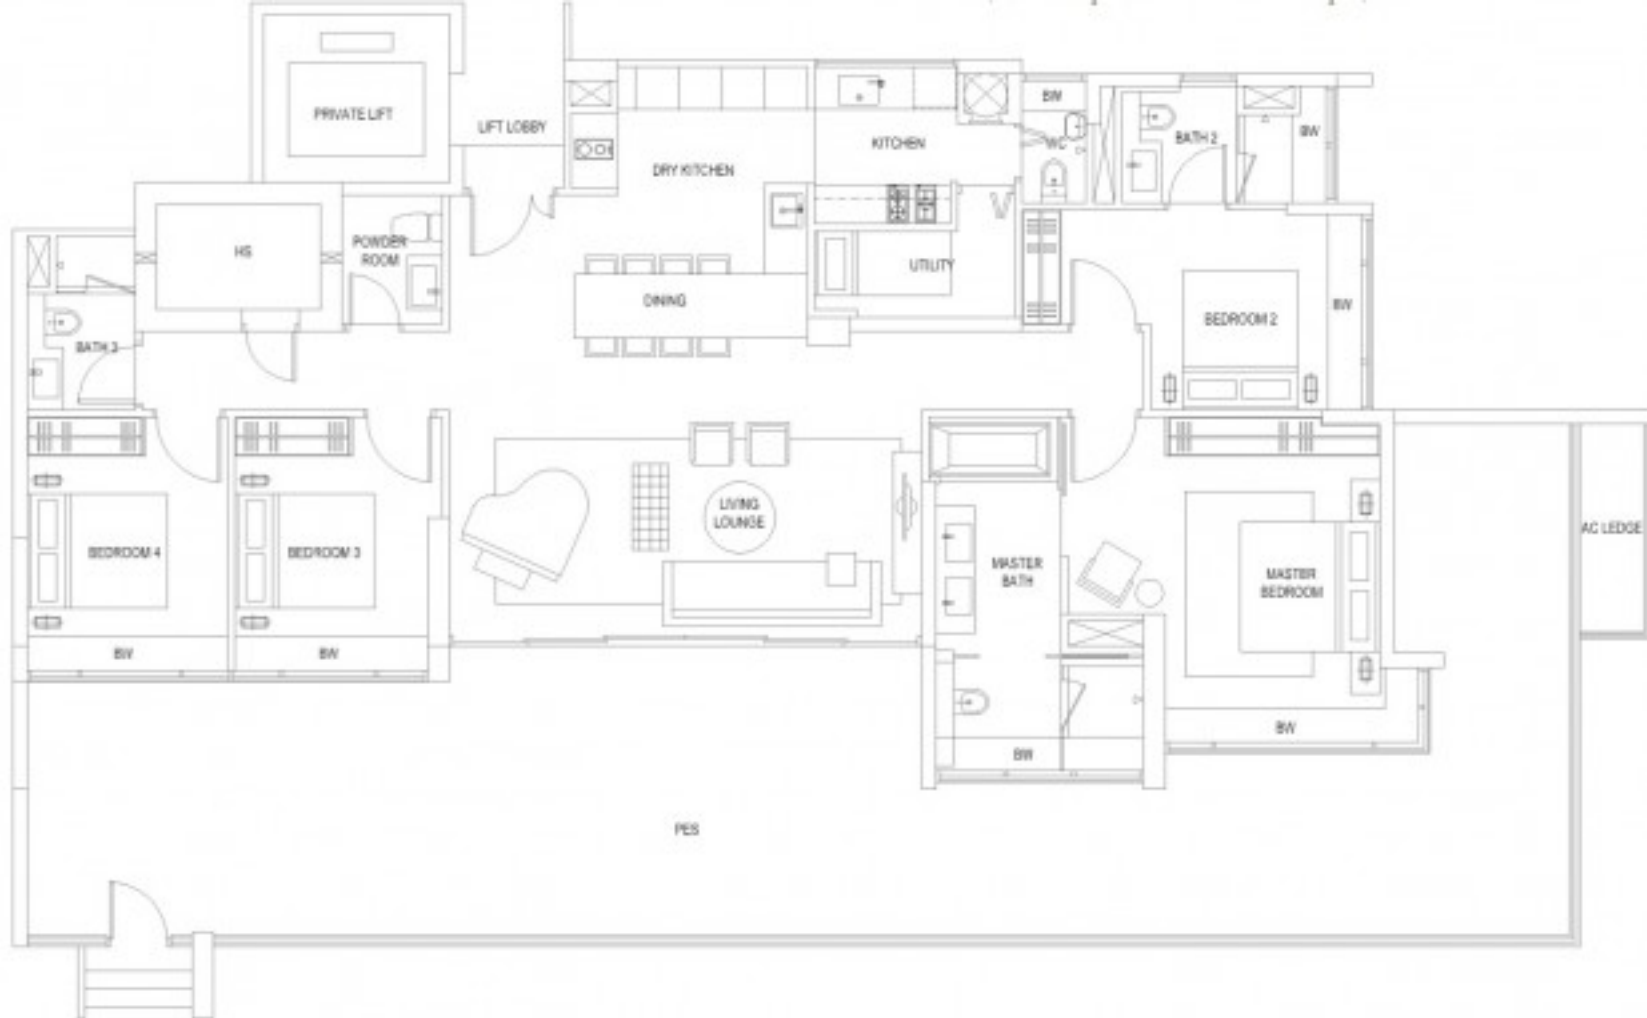 PRIVATE LIFT
LIFT LOBBY
DRY KITCHEN
KITCHEN
BW
WC
BATH 2
BW
HS
POWDER
ROOM
UTILITY
DINING
BEDROOM 2
BW
BATH 3
LIVING
LOUNGE
BEDROOM 4
BEDROOM 3
MASTER
BATH
MASTER
BEDROOM
AC LEDGE
BW
BW
BW
BW
PES